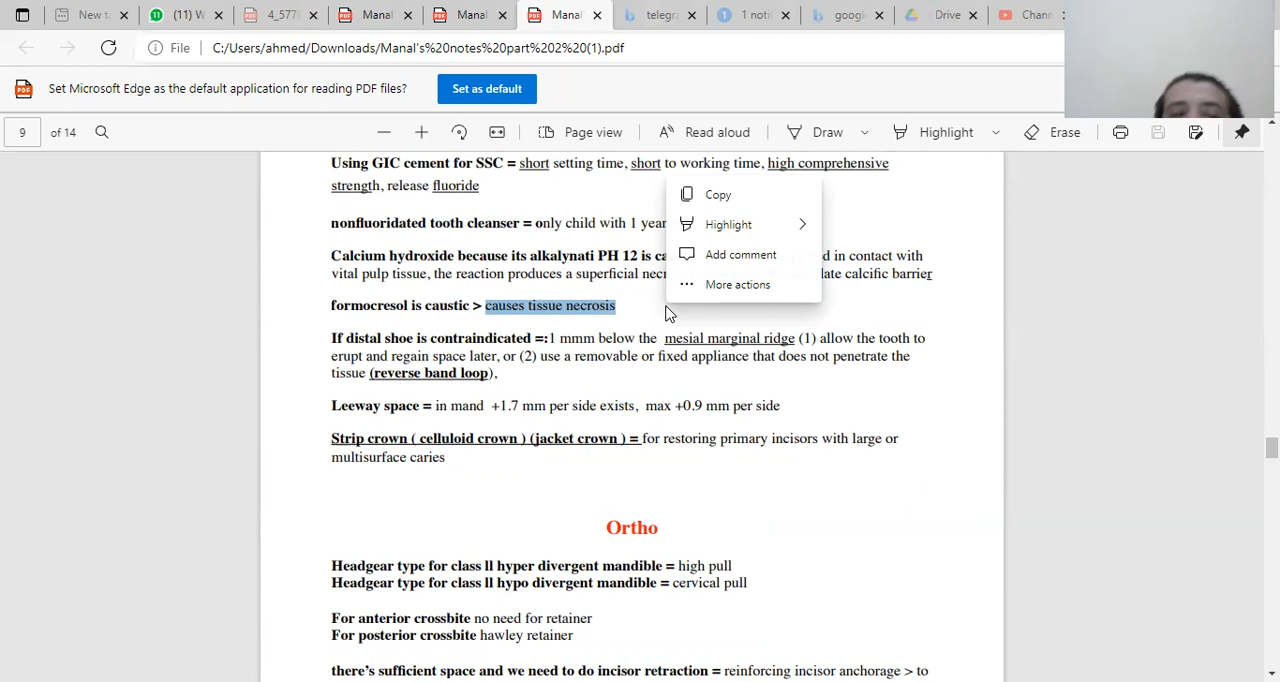 New ta
(11) W
4_577
Manal
Manal
Manal
telegra
1 notif
google
Drive
Chann
File
C:/Users/ahmed/Downloads/Manal's%20notes%20part%202%20(1).pdf
Set Microsoft Edge as the default application for reading PDF files?
Set as default
9
of 14
Page view
Read aloud
Draw
Highlight
Erase
Using GIC cement for SSC = short setting time, short to working time, high comprehensive
strength, release fluoride
nonfluoridated tooth cleanser = only child with 1 year
Calcium hydroxide because its alkalynati PH 12 is ca d in contact with
vital pulp tissue, the reaction produces a superficial necr late calcific barrier
formocresol is caustic > causes tissue necrosis
If distal shoe is contraindicated =:1 mmm below the mesial marginal ridge (1) allow the tooth to
erupt and regain space later, or (2) use a removable or fixed appliance that does not penetrate the
tissue (reverse band loop),
Leeway space = in mand +1.7 mm per side exists, max +0.9 mm per side
Strip crown ( celluloid crown ) (jacket crown ) = for restoring primary incisors with large or
multisurface caries
Ortho
Headgear type for class ll hyper divergent mandible = high pull
Headgear type for class ll hypo divergent mandible = cervical pull
For anterior crossbite no need for retainer
For posterior crossbite hawley retainer
there's sufficient space and we need to do incisor retraction = reinforcing incisor anchorage > to
Copy
Highlight
Add comment
More actions